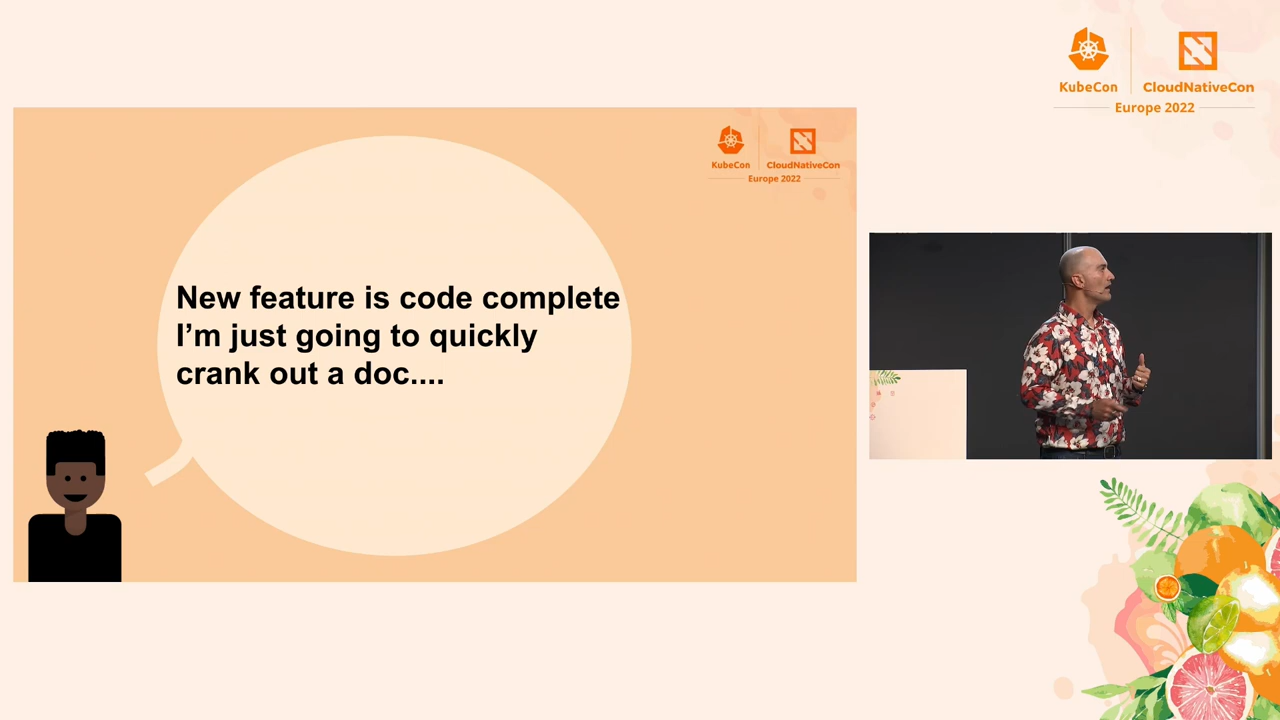 KubeCon
CloudNativeCon
Europe 2022
KubeCon
CloudNativeCon
Europe 2022
New feature is code complete
I’m just going to quickly
crank out a doc....